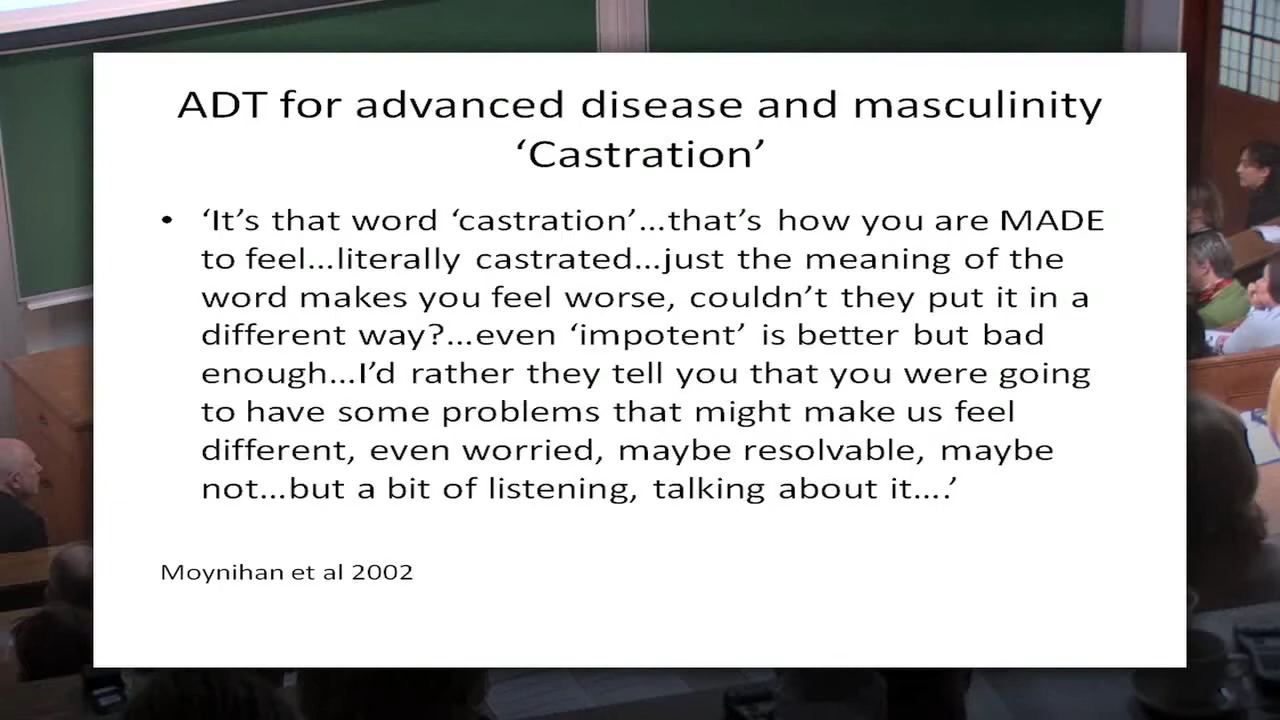 ADT for advanced disease and masculinity
‘Castration’
• ‘It’s that word ‘castration’...that’s how you are MADE
to feel...literally castrated...just the meaning of the
word makes you feel worse, couldn’t they put it in a
different way?...even ‘impotent’ is better but bad
enough...I’d rather they tell you that you were going
to have some problems that might make us feel
different, even worried, maybe resolvable, maybe
not...but a bit of listening, talking about it....’
Moynihan et al 2002